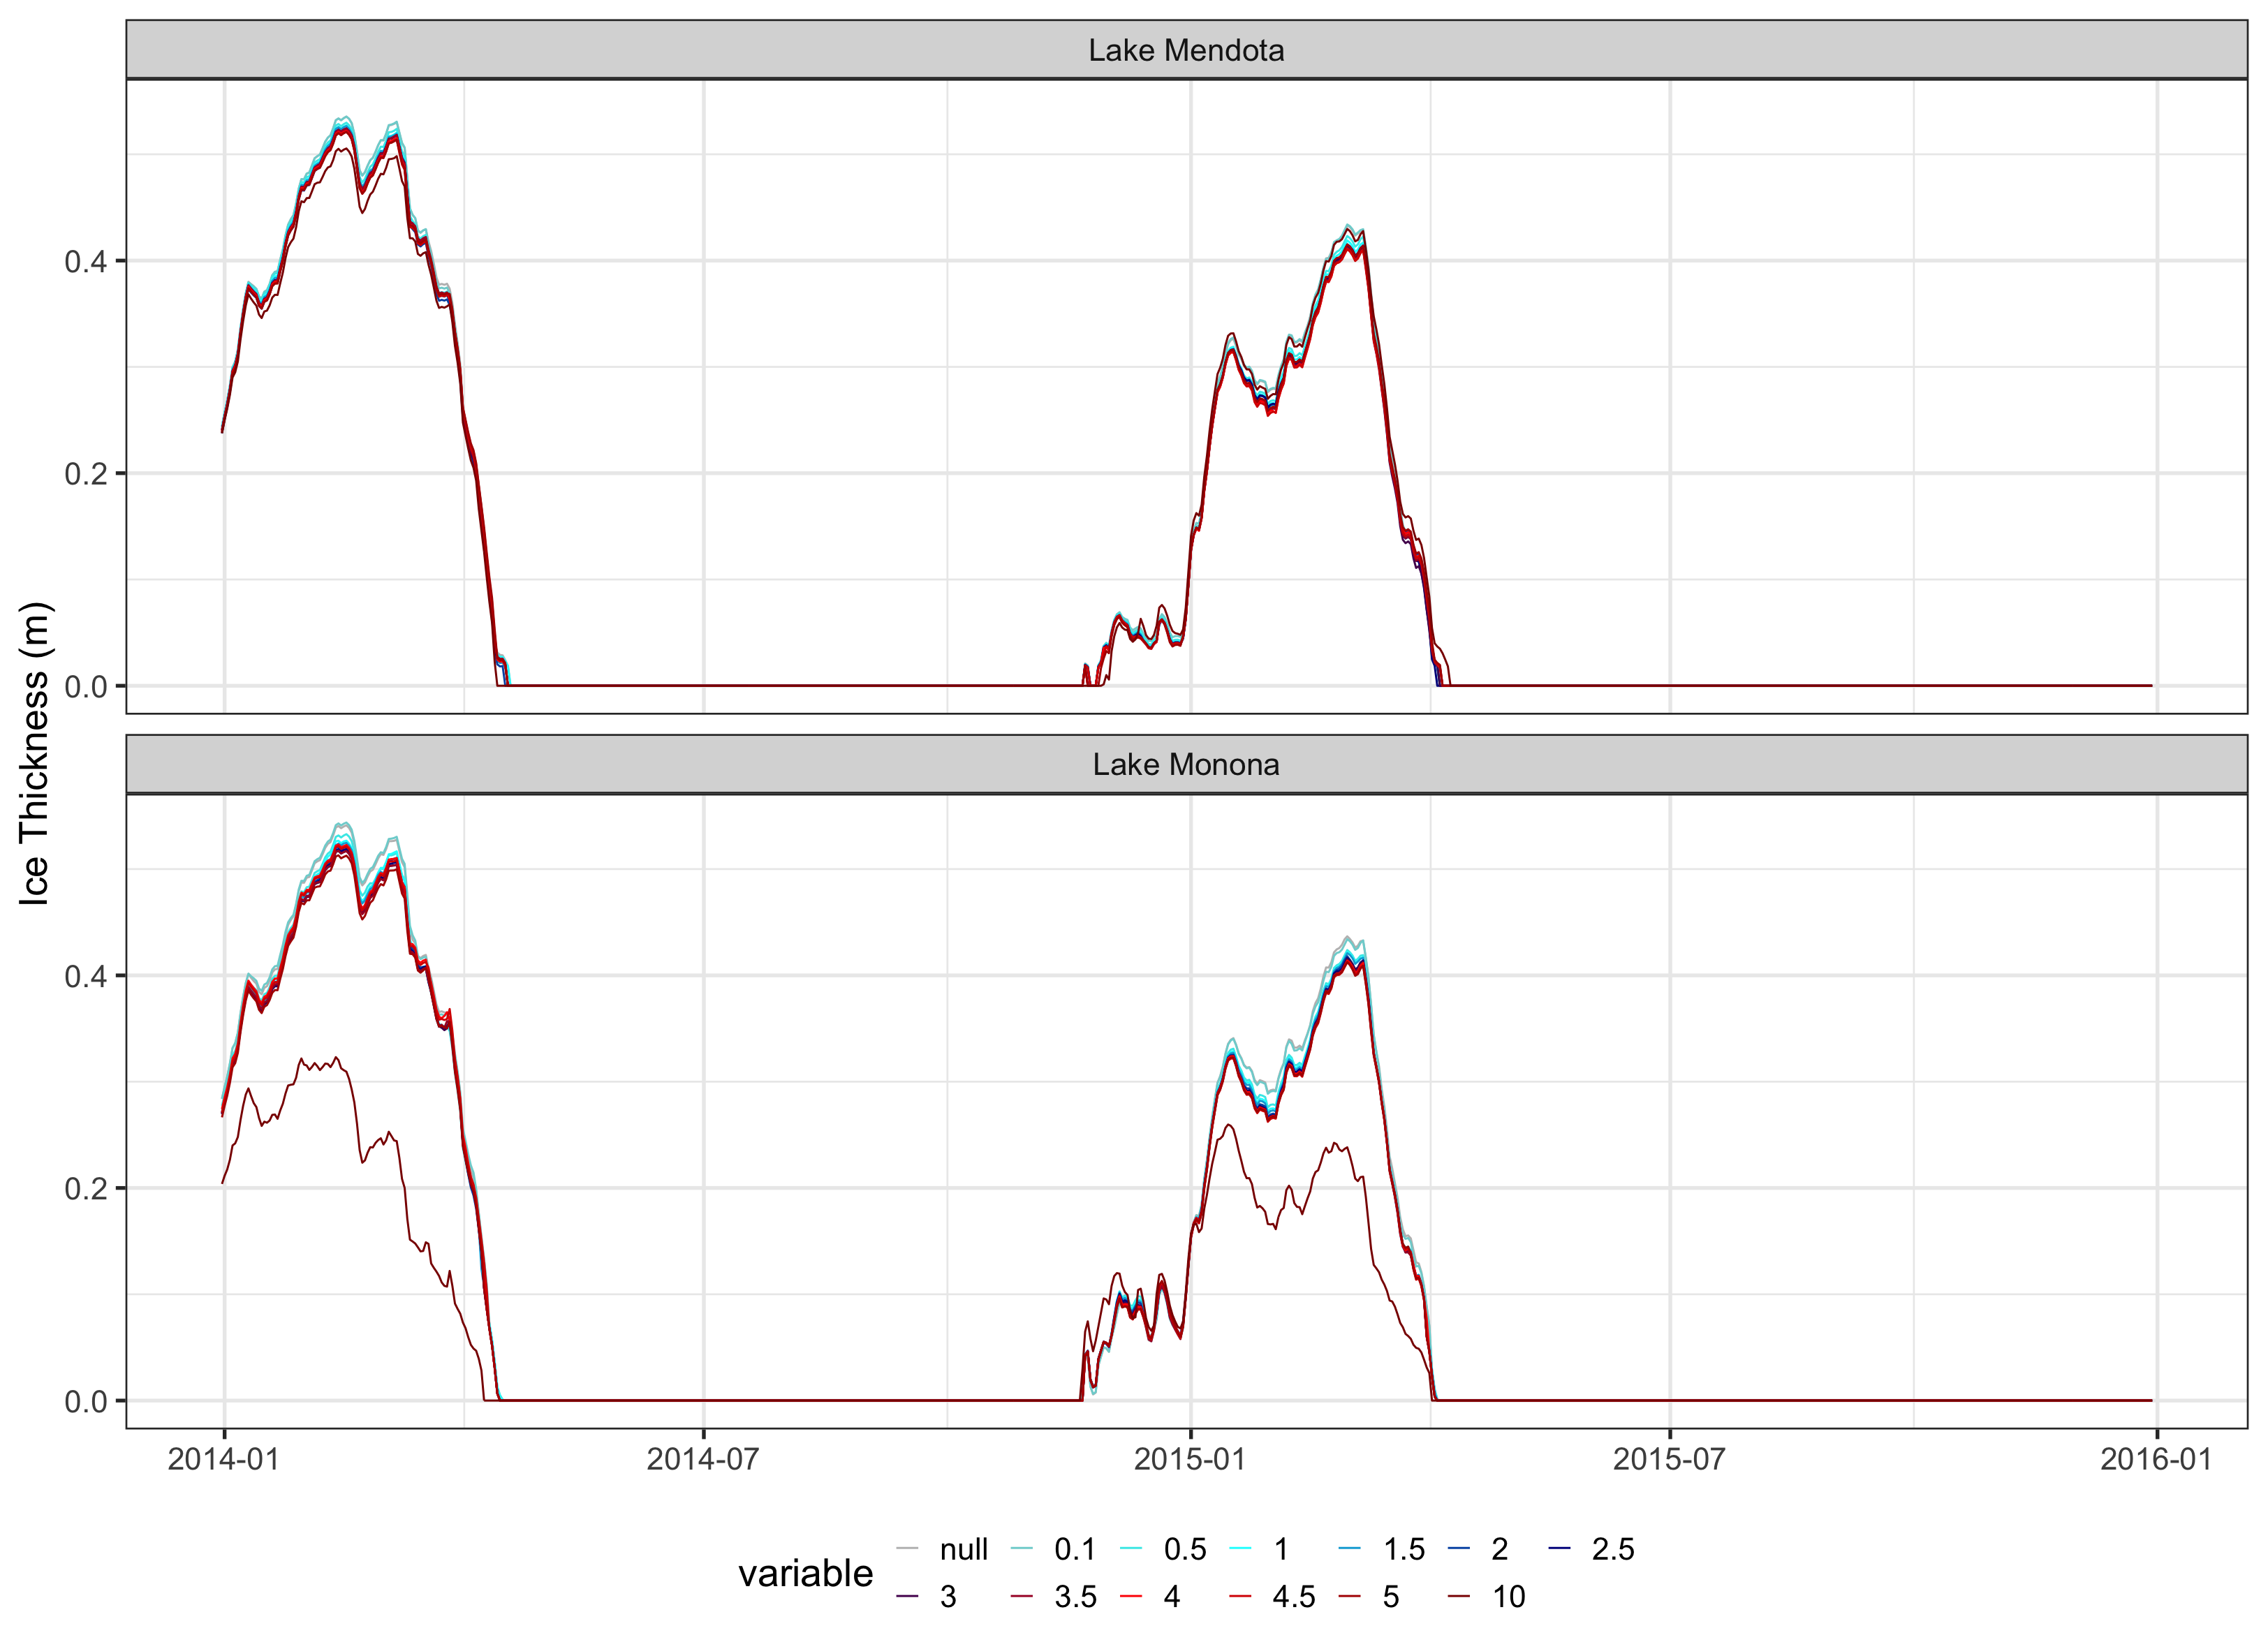 Lake Mendota
0.4
0.2
0.0
Ice Thickness (m)
Lake Monona
0.4
0.2
0.0
2014-01 2014-07 2015-01 2015-07 2016-01
variable
null 0.1 0.5 1 1.5 2 2.5
3 3.5 4 4.5 5 10